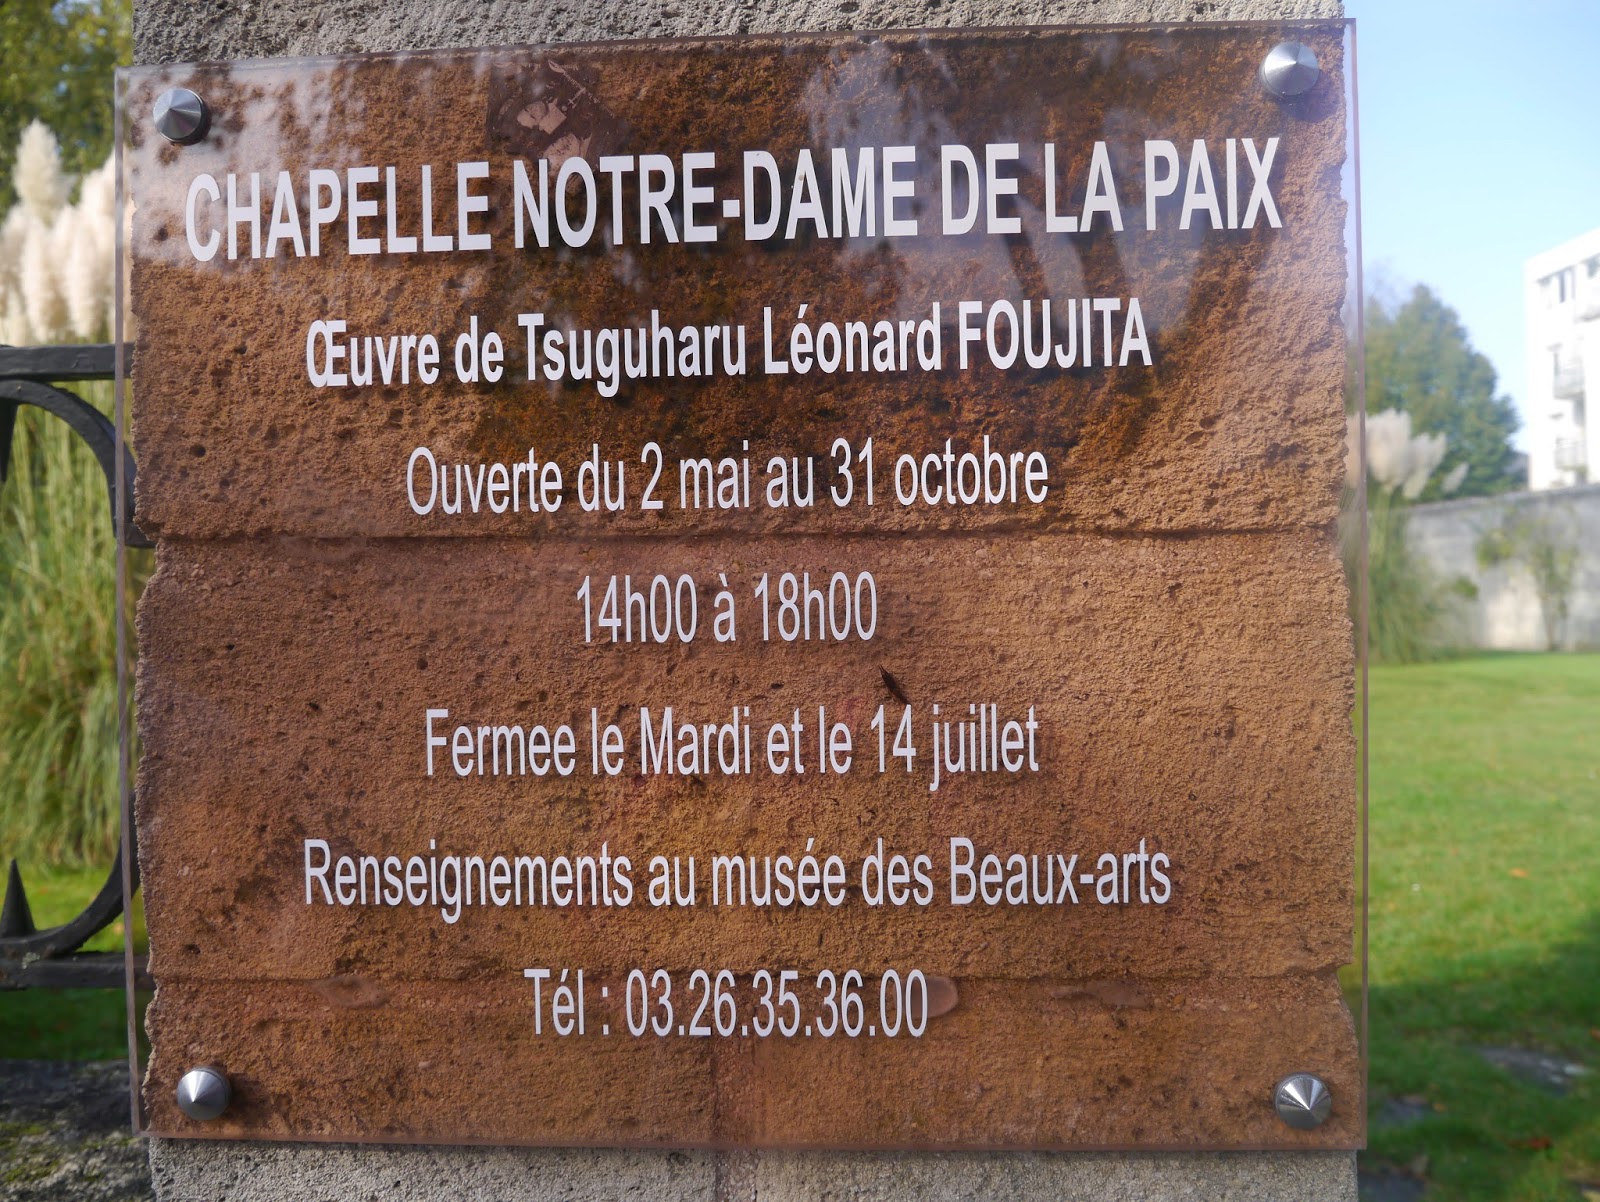 CHAPELLE NOTRE-DAME DE LA PAIX
Œuvre de Tsuguharu Léonard FOUJITA
Ouverte du 2 mai au 31 octobre
14h00 à 18h00
Fermee le Mardi et le 14 juillet
Renseignements au musée des Beaux-arts
Tél : 03.26.35.36.00